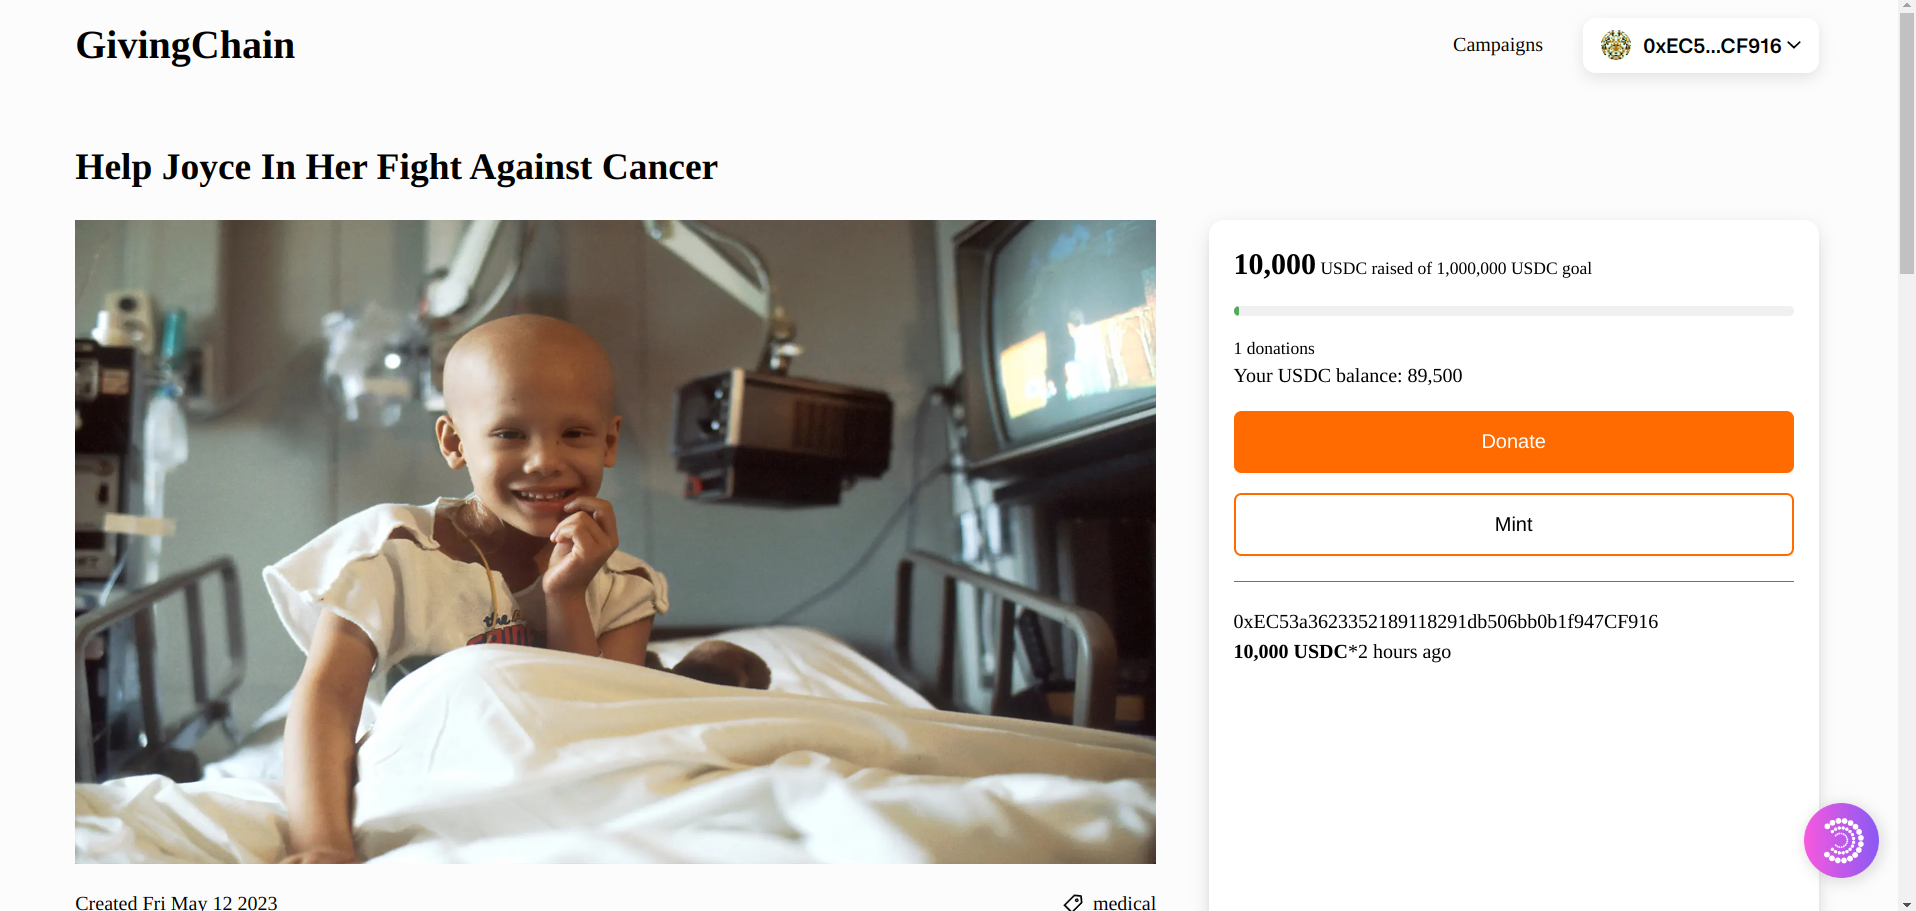 GivingChain
Campaigns
0xEC5...CF916
Help Joyce In Her Fight Against Cancer
10,000 USDC raised of 1,000,000 USDC goal
1 donations
Your USDC balance: 89,500
Donate
Mint
0xEC53a3623352189118291db506bb0b1f947CF916
10,000 USDC*2 hours ago
Created Fri May 12 2023
medical